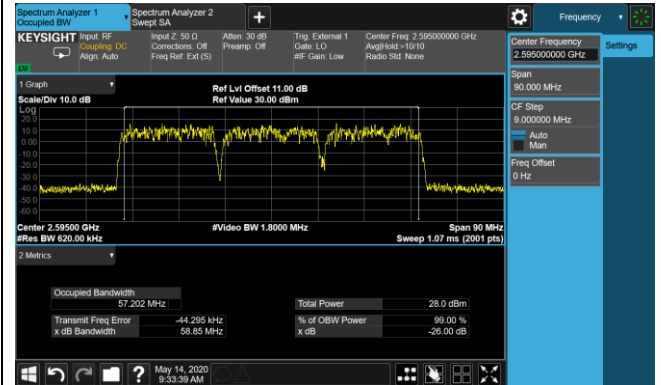 Spectrum Analyzer 1
Occupied BW
Spectrum Analyzer 2
Swept SA
Frequency
KEYSIGHT
Input: RF
Coupling: DC
Align: Auto
Input Z: 50 Ω
Corrections: Off
Freq Ref: Ext (S)
Atten: 30 dB
Preamp: Off
Trig: External 1
Gate: LO
#IF Gain: Low
Center Freq: 2.595000000 GHz
Avg|Hold:>10/10
Radio Std: None
Center Frequency
2.595000000 GHz
Settings
Span
90.000 MHz
CF Step
9.000000 MHz
Auto
Man
Freq Offset
0 Hz
1 Graph
Scale/Div 10.0 dB
Ref Lvl Offset 11.00 dB
Ref Value 30.00 dBm
Log
20.0
10.0
0.00
-10.0
-20.0
-30.0
-40.0
-50.0
-60.0
Center 2.59500 GHz
#Res BW 620.00 kHz
#Video BW 1.8000 MHz
Span 90 MHz
Sweep 1.07 ms (2001 pts)
2 Metrics
Occupied Bandwidth
57.202 MHz
Total Power 28.0 dBm
Transmit Freq Error -44.295 kHz
% of OBW Power 99.00 %
x dB Bandwidth 58.85 MHz
x dB -26.00 dB
May 14, 2020
9:33:39 AM